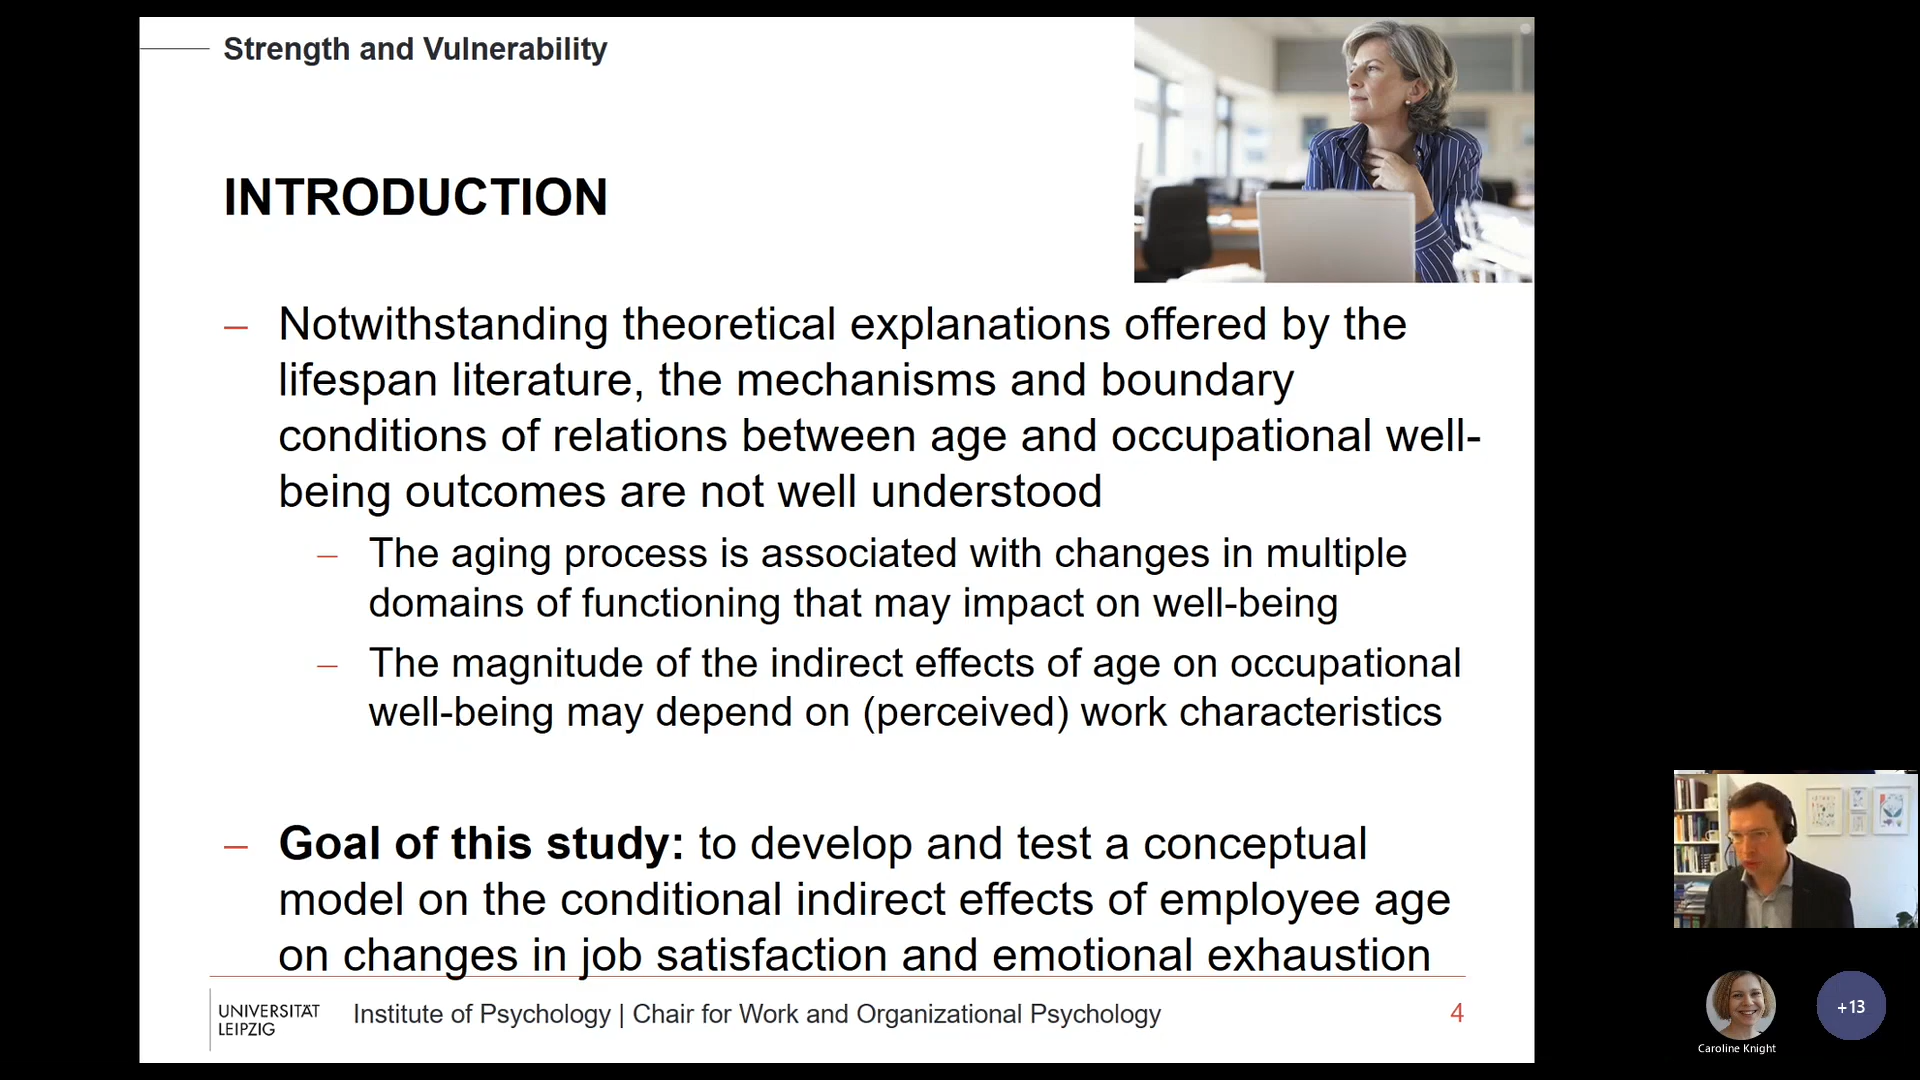 Strength and Vulnerability
INTRODUCTION
– Notwithstanding theoretical explanations offered by the
lifespan literature, the mechanisms and boundary
conditions of relations between age and occupational well-
being outcomes are not well understood
– The aging process is associated with changes in multiple
domains of functioning that may impact on well-being
– The magnitude of the indirect effects of age on occupational
well-being may depend on (perceived) work characteristics
– Goal of this study: to develop and test a conceptual
model on the conditional indirect effects of employee age
on changes in job satisfaction and emotional exhaustion
UNIVERSITÄT
LEIPZIG
Institute of Psychology | Chair for Work and Organizational Psychology
4
+13
Caroline Knight